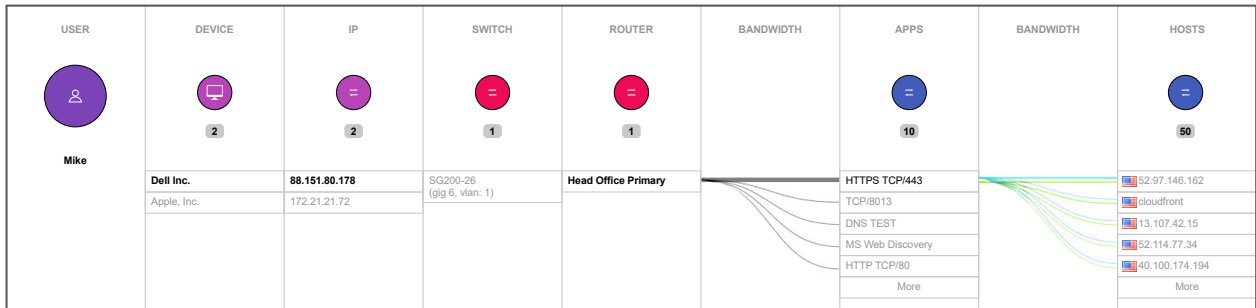 USER DEVICE IP SWITCH ROUTER BANDWIDTH APPS BANDWIDTH HOSTS
2 2 1 1 10 50
Mike
Dell Inc. 88.151.80.178 SG200-26 Head Office Primary HTTPS TCP/443 52.97.146.162
(gig 6, vlan: 1)
Apple, Inc. 172.21.21.72 TCP/8013 cloudfront
DNS TEST 13.107.42.15
MS Web Discovery 52.114.77.34
HTTP TCP/80 40.100.174.194
More More